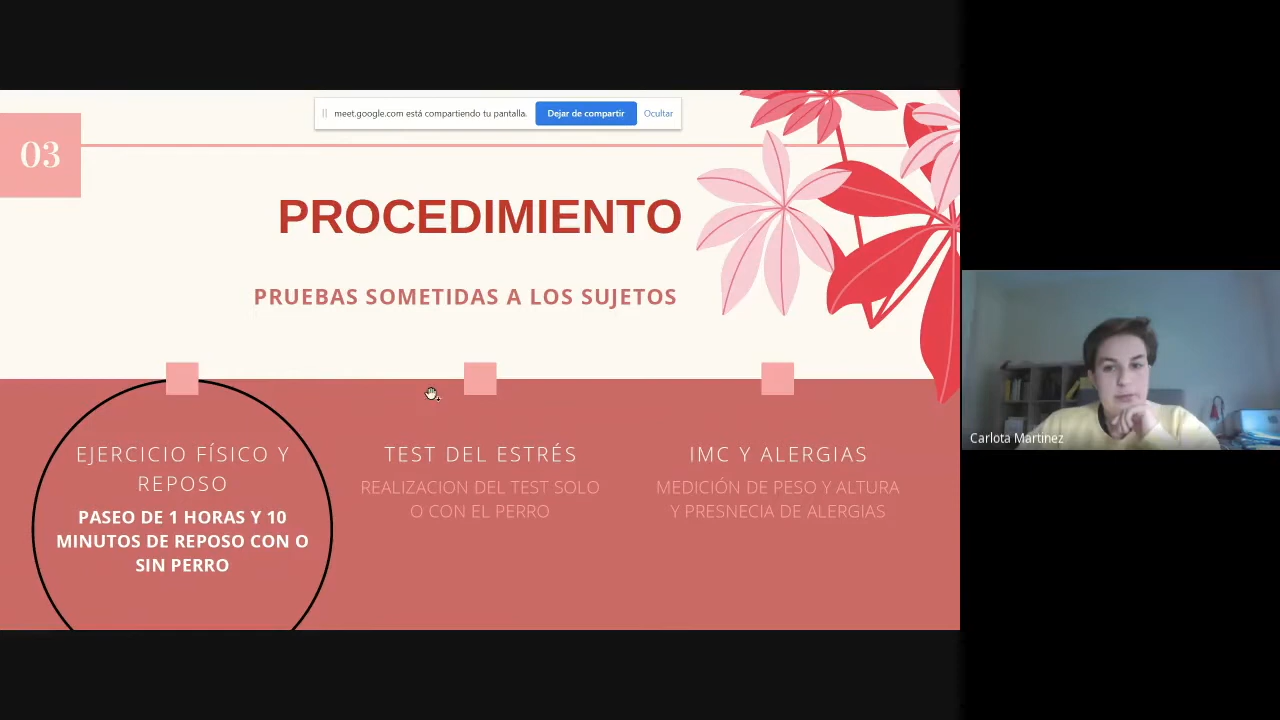 meet.google.com está compartiendo tu pantalla.
Dejar de compartir
Ocultar
03
PROCEDIMIENTO
PRUEBAS SOMETIDAS A LOS SUJETOS
EJERCICIO FÍSICO Y
REPOSO
PASEO DE 1 HORAS Y 10
MINUTOS DE REPOSO CON O
SIN PERRO
TEST DEL ESTRÉS
REALIZACION DEL TEST SOLO
O CON EL PERRO
IMC Y ALERGIAS
MEDICIÓN DE PESO Y ALTURA
Y PRESNECIA DE ALERGIAS
Carlota Martinez